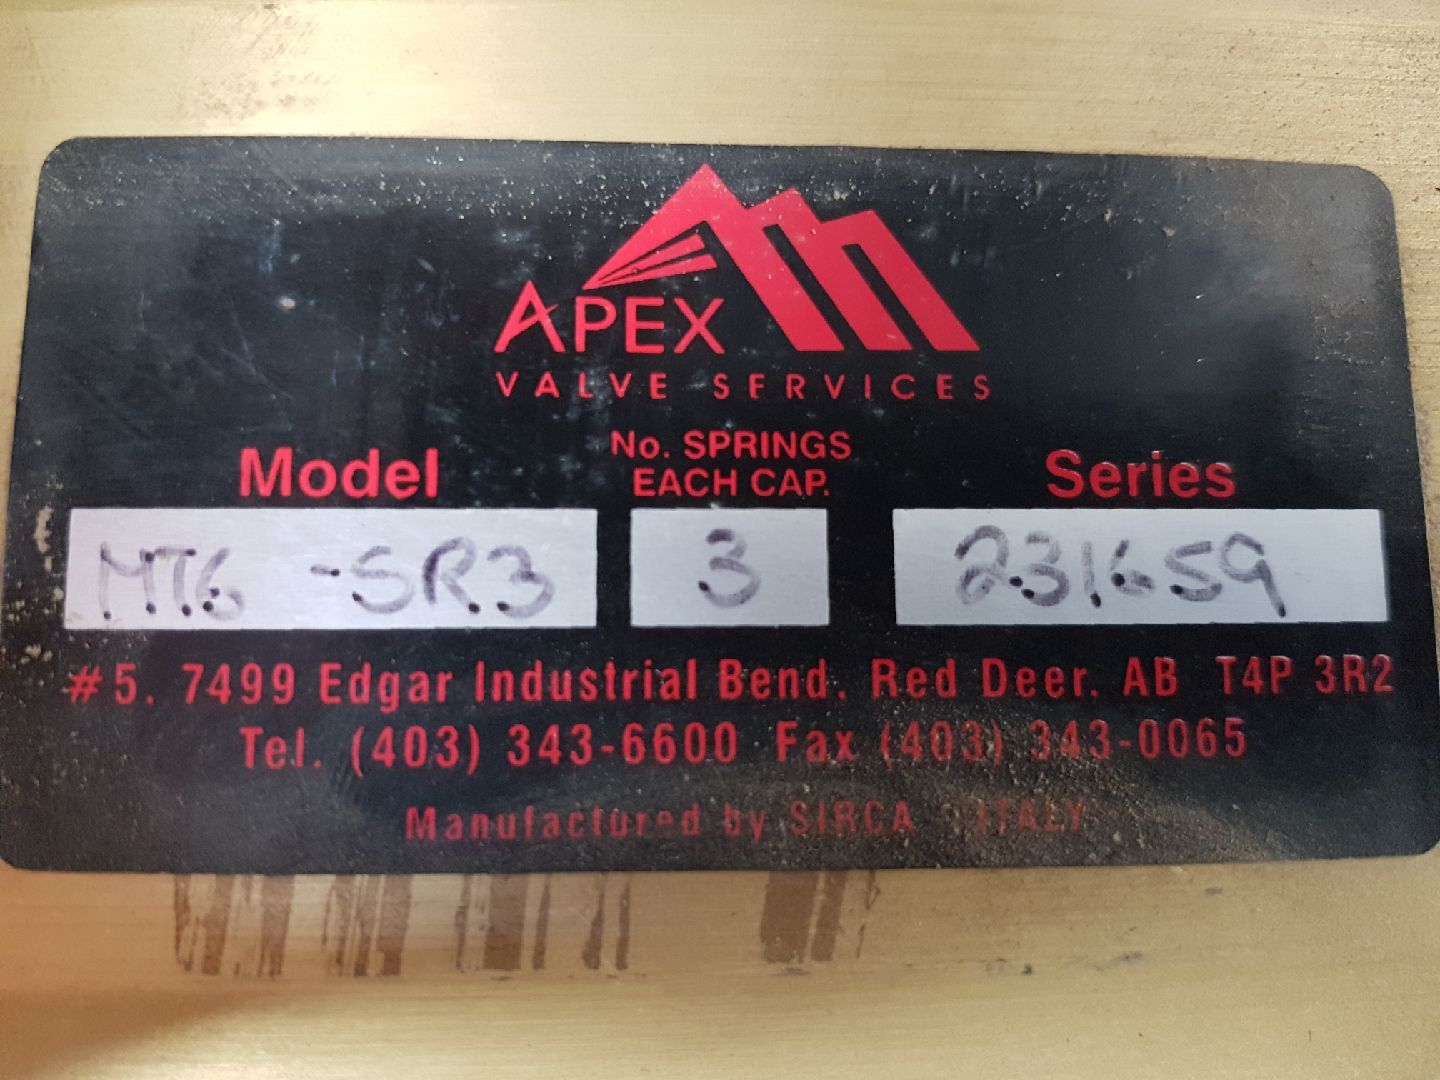 APEX
VALVE SERVICES
Model
No. SPRINGS
EACH CAP.
Series
MT6 -SR3
3
231659
#5. 7499 Edgar Industrial Bend. Red Deer. AB T4P 3R2
Tel. (403) 343-6600 Fax (403) 343-0065
Manufactured by SIRCA - ITALY